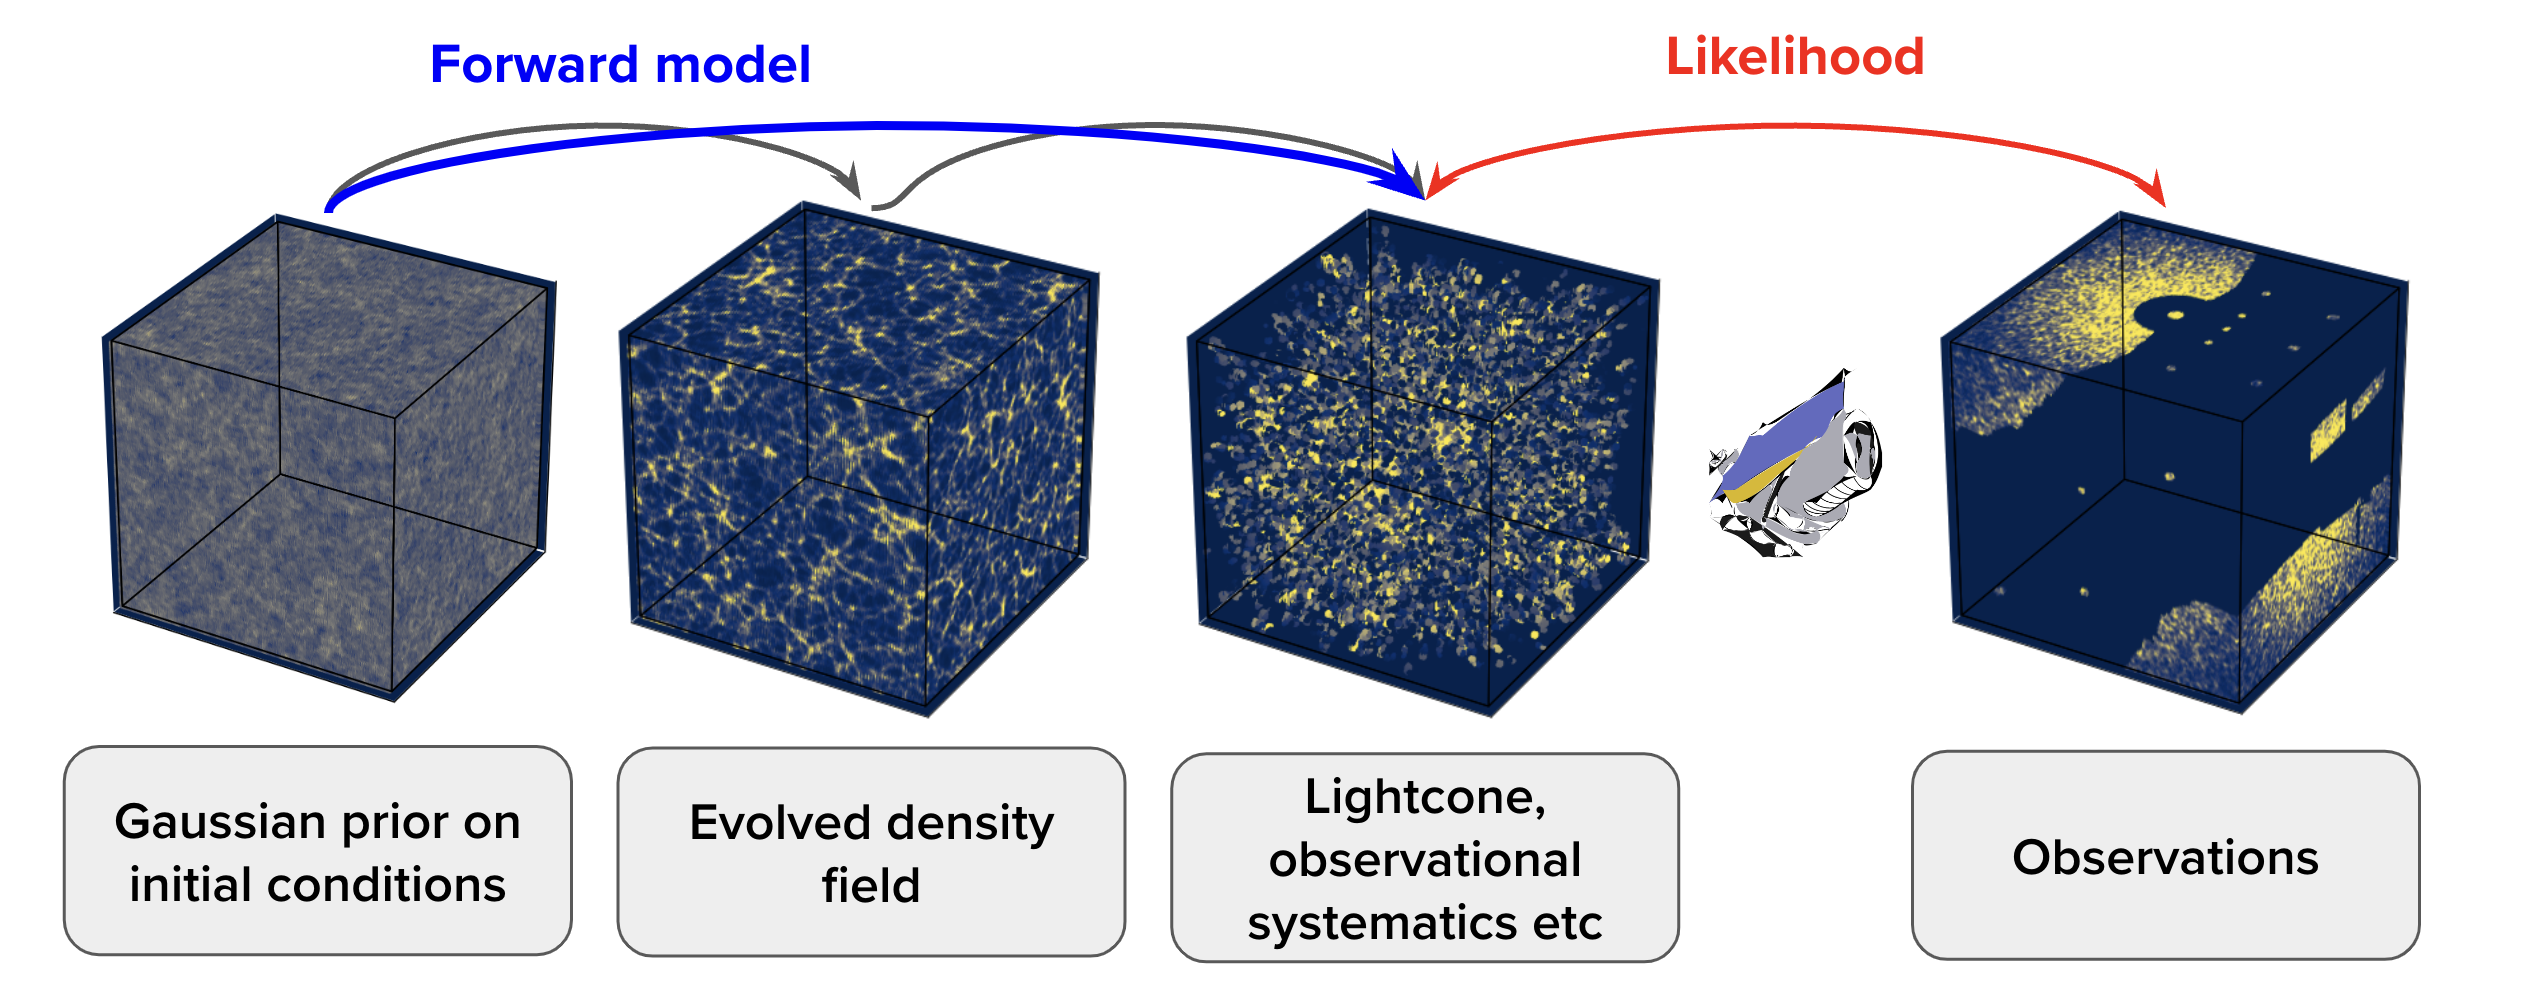 Forward model
Likelihood
Gaussian prior on
initial conditions
Evolved density
field
Lightcone,
observational
systematics etc
Observations